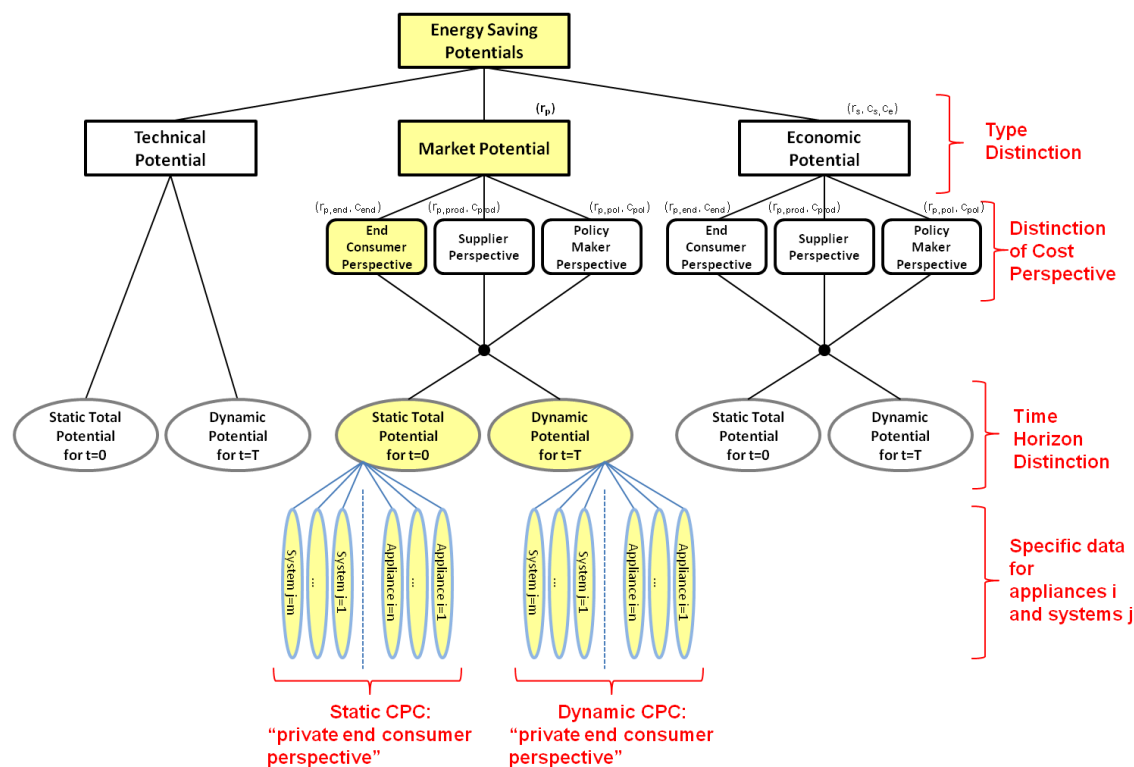 Energy Saving
Potentials
(rp)
(rs, cs, ce)
Technical
Potential
Market Potential
Economic
Potential
Type
Distinction
(rp,end, cend)
(rp,prod, cprod)
(rp,pol, cpol)
(rp,end, cend)
(rp,prod, cprod)
(rp,pol, cpol)
End
Consumer
Perspective
Supplier
Perspective
Policy
Maker
Perspective
End
Consumer
Perspective
Supplier
Perspective
Policy
Maker
Perspective
Distinction
of Cost
Perspective
Static Total
Potential
for t=0
Dynamic
Potential
for t=T
Static Total
Potential
for t=0
Dynamic
Potential
for t=T
Static Total
Potential
for t=0
Dynamic
Potential
for t=T
Time
Horizon
Distinction
System j=m
...
System j=1
Appliance i=n
...
Appliance i=1
System j=m
...
System j=1
Appliance i=n
...
Appliance i=1
Specific data
for
appliances i
and systems j
Static CPC:
“private end consumer
perspective”
Dynamic CPC:
“private end consumer
perspective”